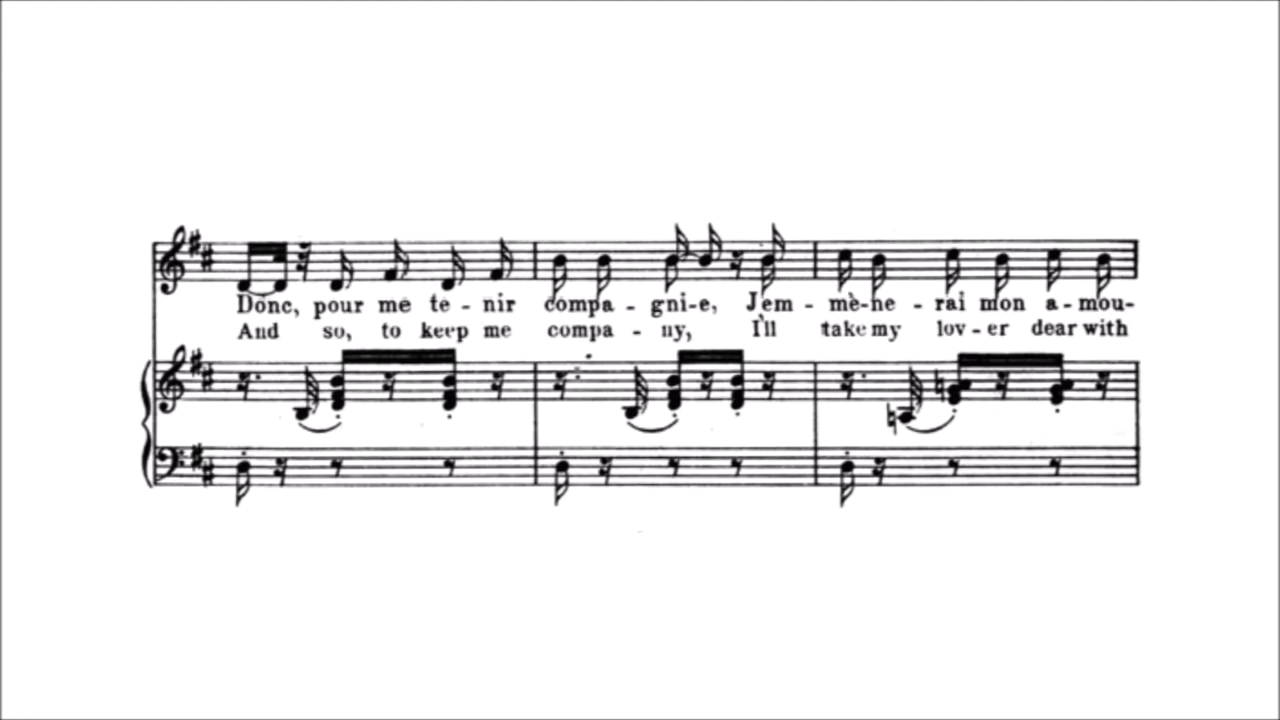 Donc, pour me te - nir compa - gni-e, J'em - mè-ne - rai mon a-mou-
And so, to keep me compa - ny, I'll take my lov - er dear with